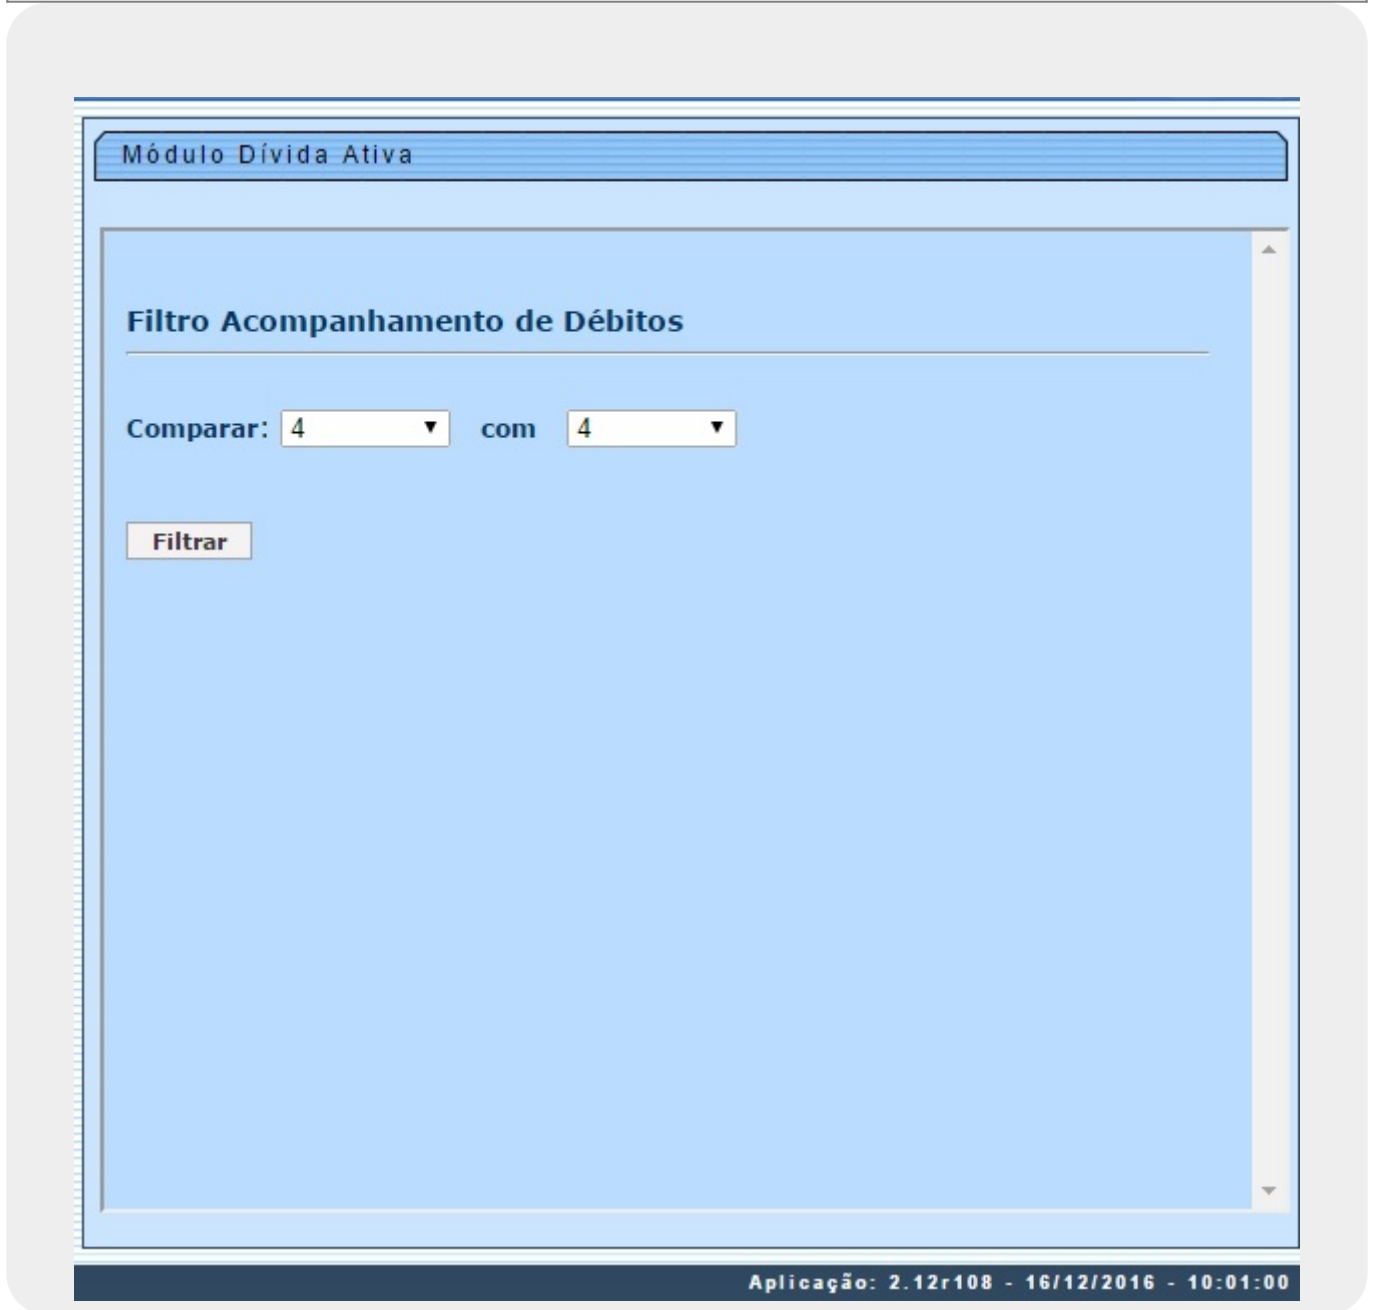 Módulo Dívida Ativa
Filtro Acompanhamento de Débitos
Comparar: 4 com 4
Filtrar
Aplicação: 2.12r108 - 16/12/2016 - 10:01:00